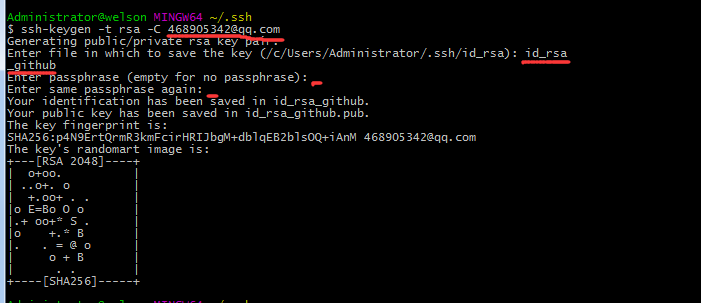 Administrator@welson MINGW64 ~/.ssh
$ ssh-keygen -t rsa -C 468905342@qq.com
Generating public/private rsa key pair.
Enter file in which to save the key (/c/Users/Administrator/.ssh/id_rsa): id_rsa
_github
Enter passphrase (empty for no passphrase):
Enter same passphrase again:
Your identification has been saved in id_rsa_github.
Your public key has been saved in id_rsa_github.pub.
The key fingerprint is:
SHA256:p4N9ErtQrmR3kmFcirHRIJbgM+dblqEB2blsOQ+iAnM 468905342@qq.com
The key's randomart image is:
+---[RSA 2048]----+
|  o+oo.          |
| ..o+. o         |
|  +.oo+ . .      |
|o E=Bo O o       |
|.+ oo+* S .      |
|o    +.* B       |
|.   . = @ o      |
|     o + B       |
|      . .        |
+----[SHA256]-----+